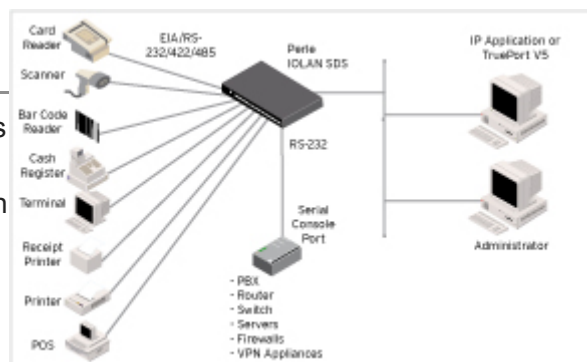 Card
Reader
EIA/RS-
232/422/485
Perle
IOLAN SDS
IP Application or
TruePort V5
Scanner
s
Bar Code
Reader
RS-232
Cash
Register
n
Terminal
Serial
Console
Port
Administrator
Receipt
Printer
- PBX
- Router
- Switch
- Servers
- Firewalls
- VPN Appliances
Printer
POS